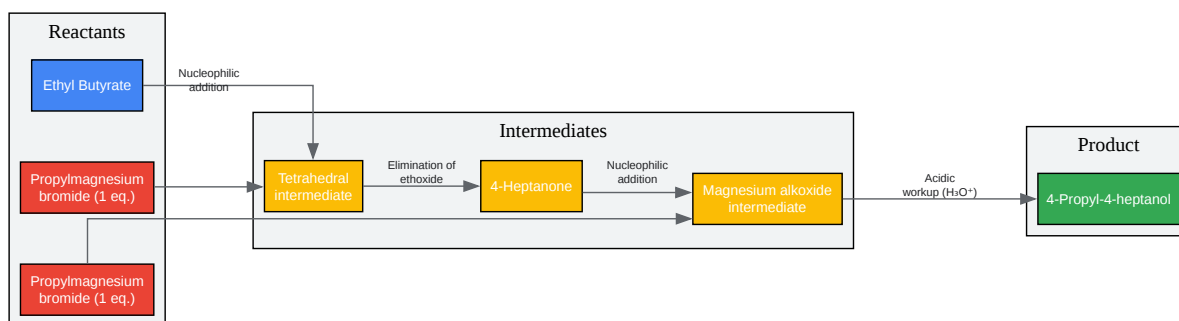 Reactants
Ethyl Butyrate
Nucleophilic
addition
Intermediates
Product
Propylmagnesium
bromide (1 eq.)
Tetrahedral
intermediate
Elimination of
ethoxide
4-Heptanone
Nucleophilic
addition
Magnesium alkoxide
intermediate
Acidic
workup (H₃O⁺)
4-Propyl-4-heptanol
Propylmagnesium
bromide (1 eq.)